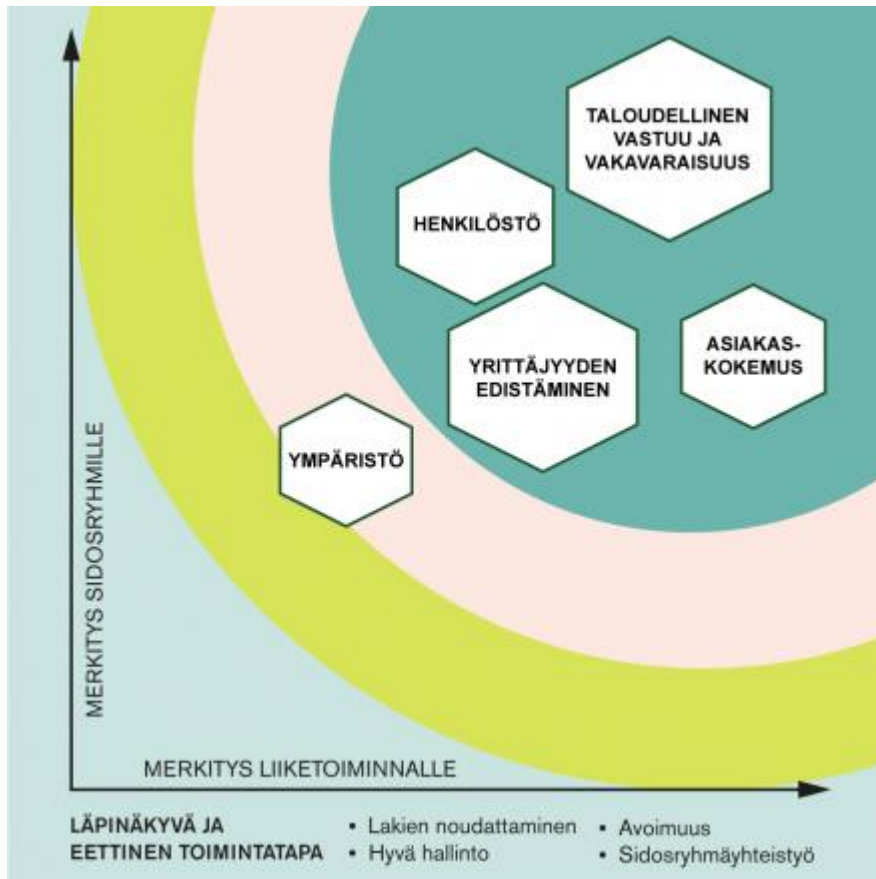 TALOUDELLINEN
VASTUU JA
VAKAVARAISUUS
HENKILÖSTÖ
YRITTÄJYYDEN
EDISTÄMINEN
ASIAKAS-
KOKEMUS
YMPÄRISTÖ
MERKITYS SIDOSRYHMILLE
MERKITYS LIIKETOIMINNALLE
LÄPINÄKYVÄ JA
EETTINEN TOIMINTATAPA
• Lakien noudattaminen
• Hyvä hallinto
• Avoimuus
• Sidosryhmäyhteistyö